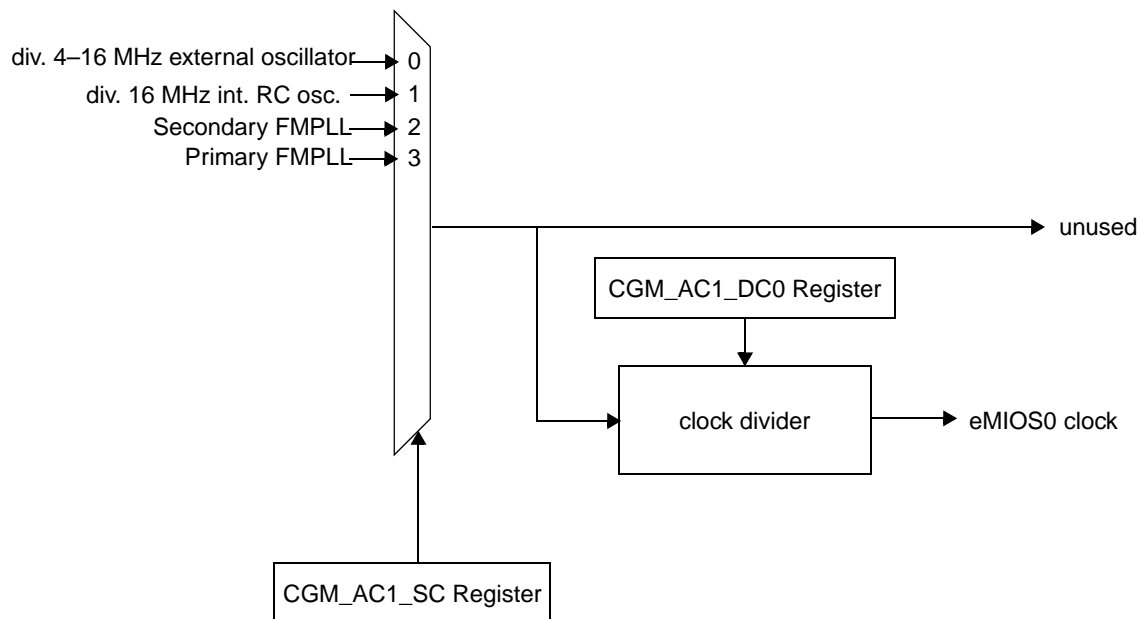 div. 4–16 MHz external oscillator
0
div. 16 MHz int. RC osc.
1
Secondary FMPLL
2
Primary FMPLL
3
unused
CGM_AC1_DC0 Register
clock divider
eMIOS0 clock
CGM_AC1_SC Register